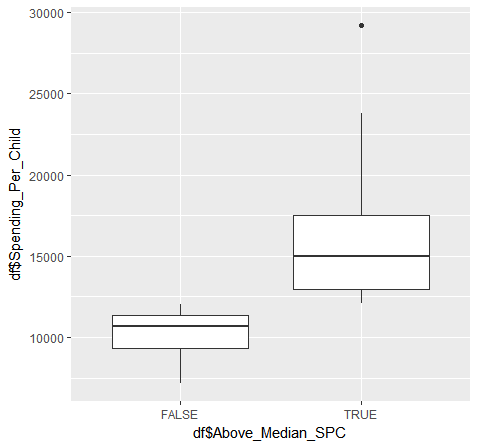 30000
25000
20000
15000
10000
df$Spending_Per_Child
FALSE
TRUE
df$Above_Median_SPC